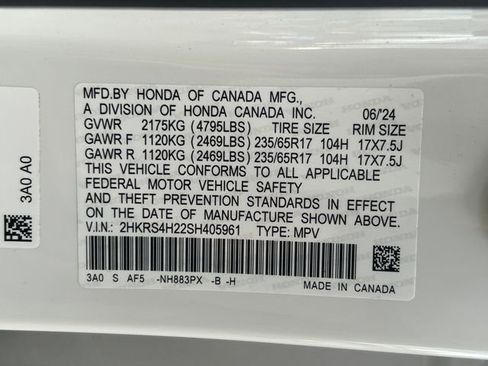 MFD.BY HONDA OF CANADA MFG.,
A DIVISION OF HONDA CANADA INC. 06/'24
GVWR 2175KG (4795LBS) TIRE SIZE RIM SIZE
GAWR F 1120KG (2469LBS) 235/65R17 104H 17X7.5J
GAWR R 1120KG (2469LBS) 235/65R17 104H 17X7.5J
THIS VEHICLE CONFORMS TO ALL APPLICABLE
FEDERAL MOTOR VEHICLE SAFETY
AND THEFT PREVENTION STANDARDS IN EFFECT
ON THE DATE OF MANUFACTURE SHOWN ABOVE.
V.I.N.: 2HKRS4H22SH405961 TYPE: MPV
3A0 S AF5 -NH883PX -B -H
MADE IN CANADA
3A0 A0